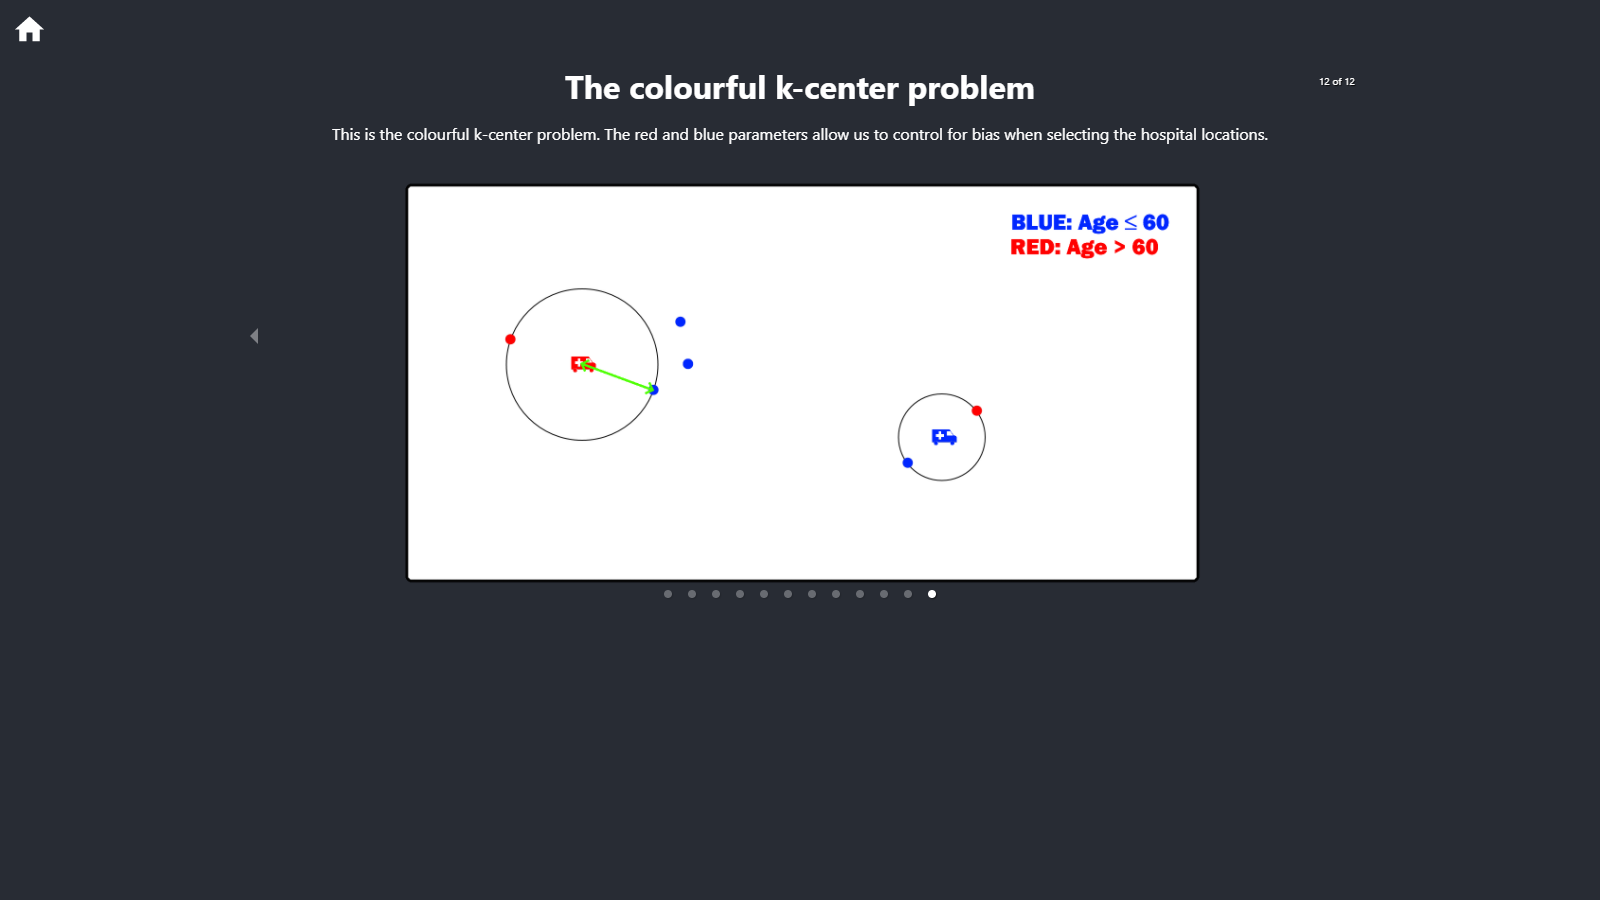 The colourful k-center problem
12 of 12
This is the colourful k-center problem. The red and blue parameters allow us to control for bias when selecting the hospital locations.
BLUE: Age ≤ 60
RED: Age > 60